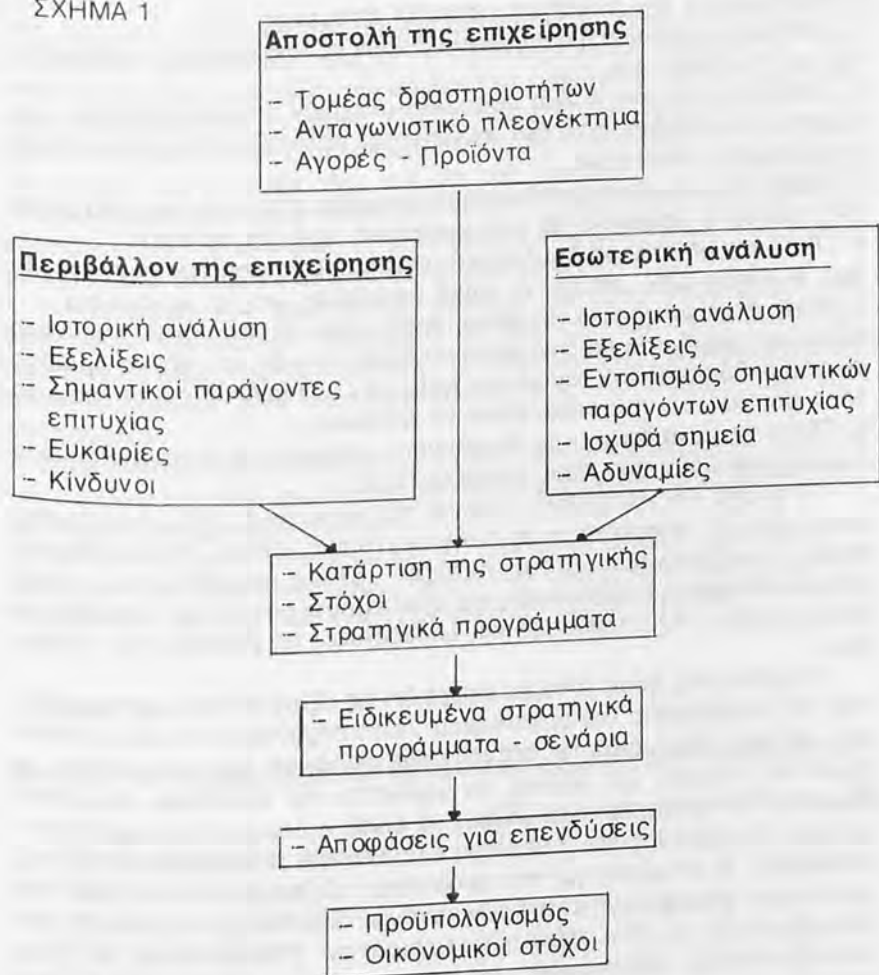 ΣΧΗΜΑ 1
Αποστολή της επιχείρησης
– Τομέας δραστηριοτήτων
– Ανταγωνιστικό πλεονέκτημα
– Αγορές - Προϊόντα
Περιβάλλον της επιχείρησης
– Ιστορική ανάλυση
– Εξελίξεις
– Σημαντικοί παράγοντες
επιτυχίας
– Ευκαιρίες
– Κίνδυνοι
Εσωτερική ανάλυση
– Ιστορική ανάλυση
– Εξελίξεις
– Εντοπισμός σημαντικών
παραγόντων επιτυχίας
– Ισχυρά σημεία
– Αδυναμίες
– Κατάρτιση της στρατηγικής
– Στόχοι
– Στρατηγικά προγράμματα
– Ειδικευμένα στρατηγικά
προγράμματα - σενάρια
– Αποφάσεις για επενδύσεις
– Προϋπολογισμός
– Οικονομικοί στόχοι